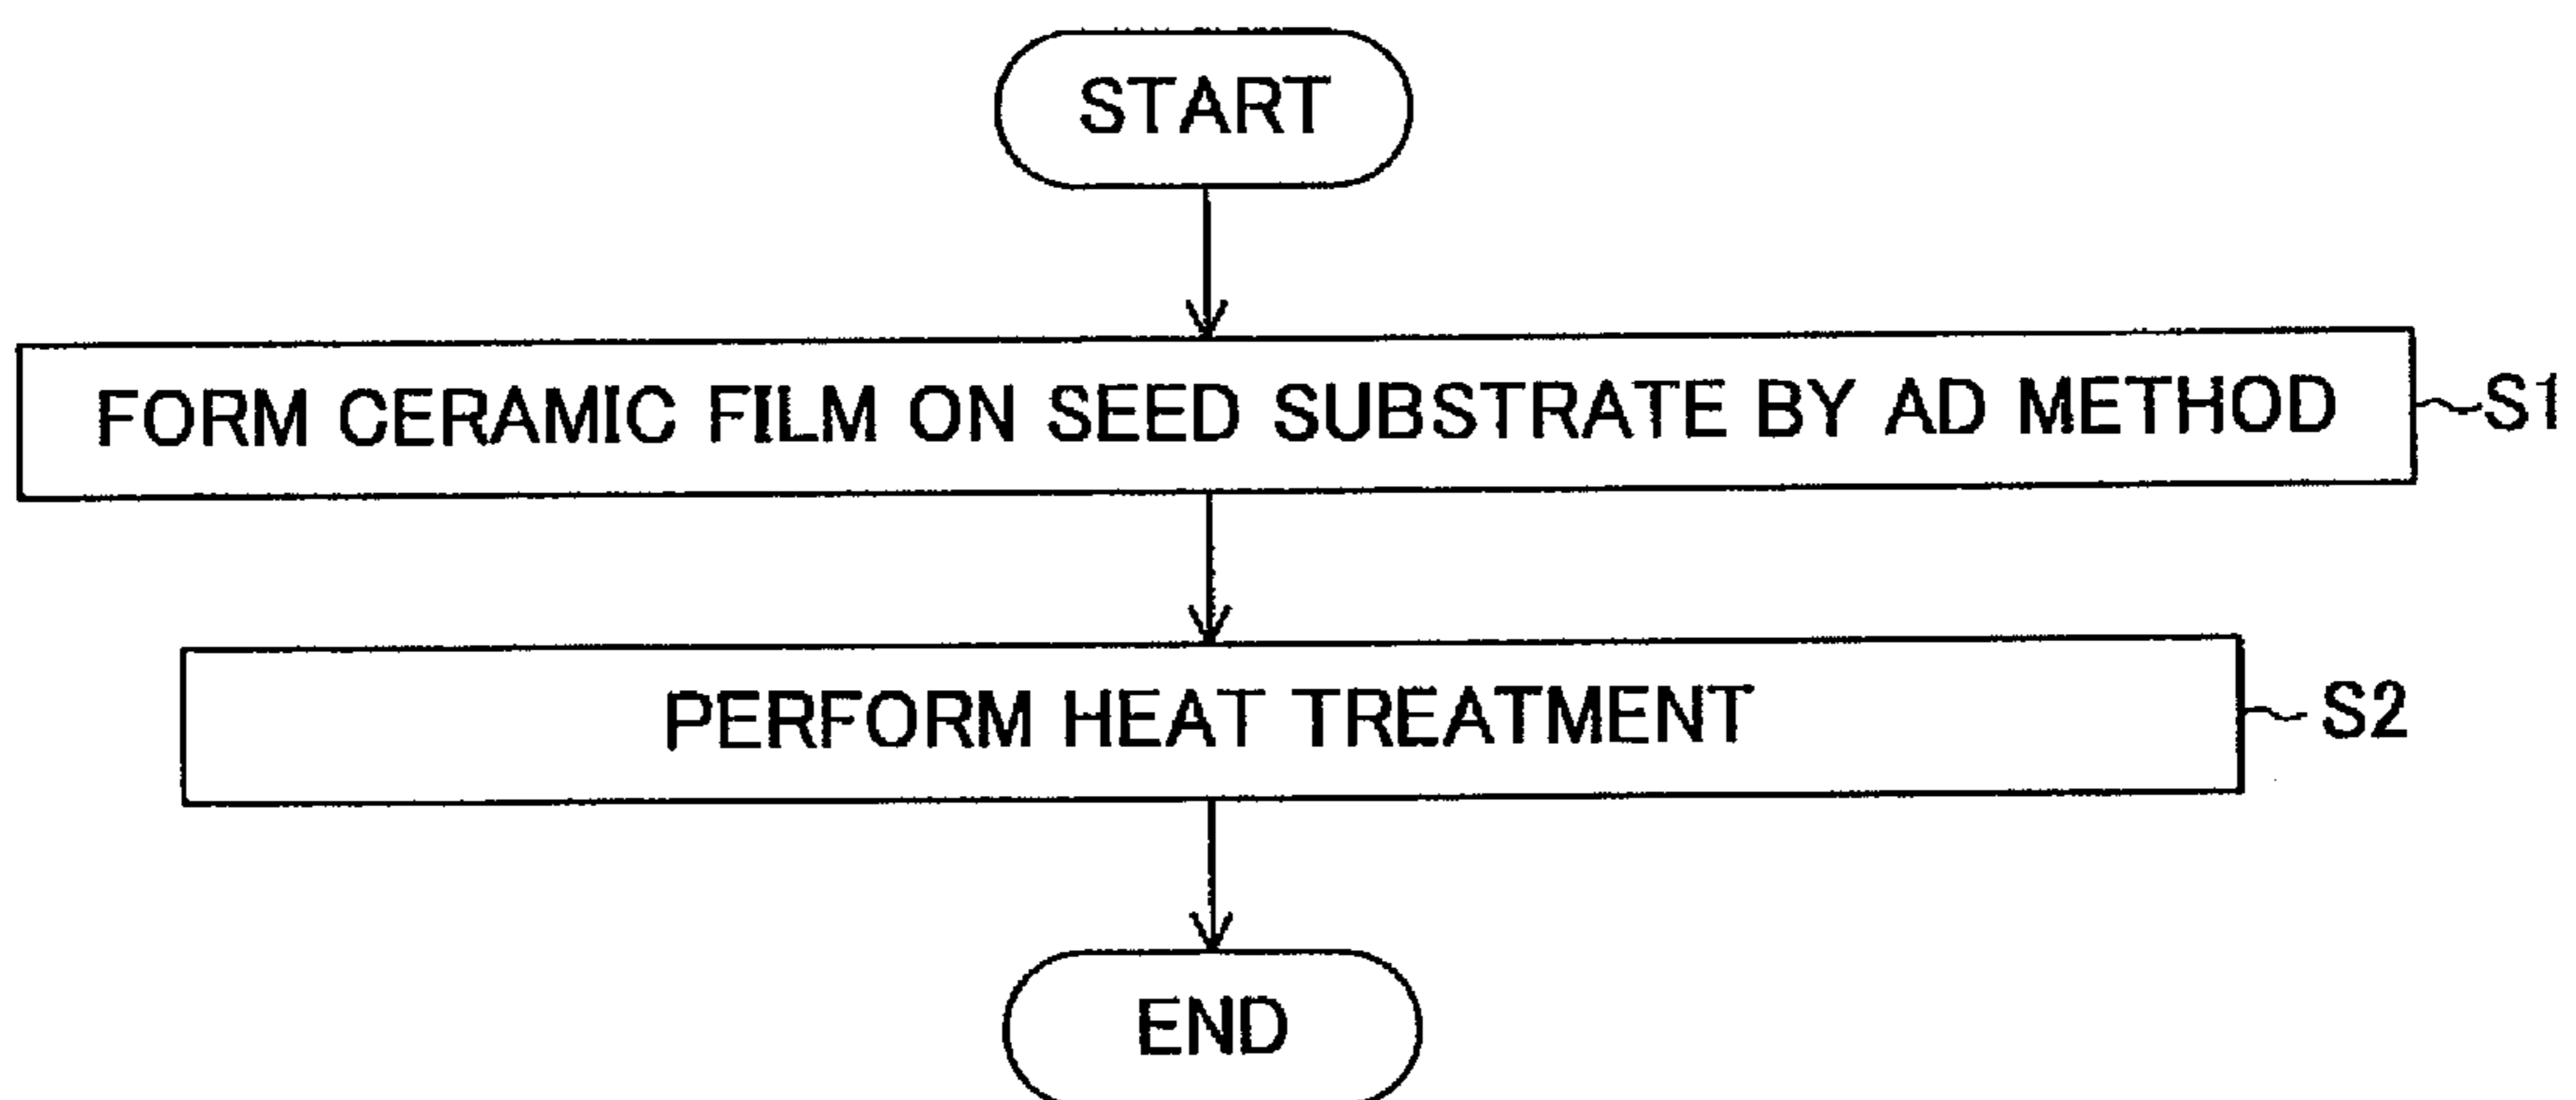 START
FORM CERAMIC FILM ON SEED SUBSTRATE BY AD METHOD
S1
PERFORM HEAT TREATMENT
S2
END